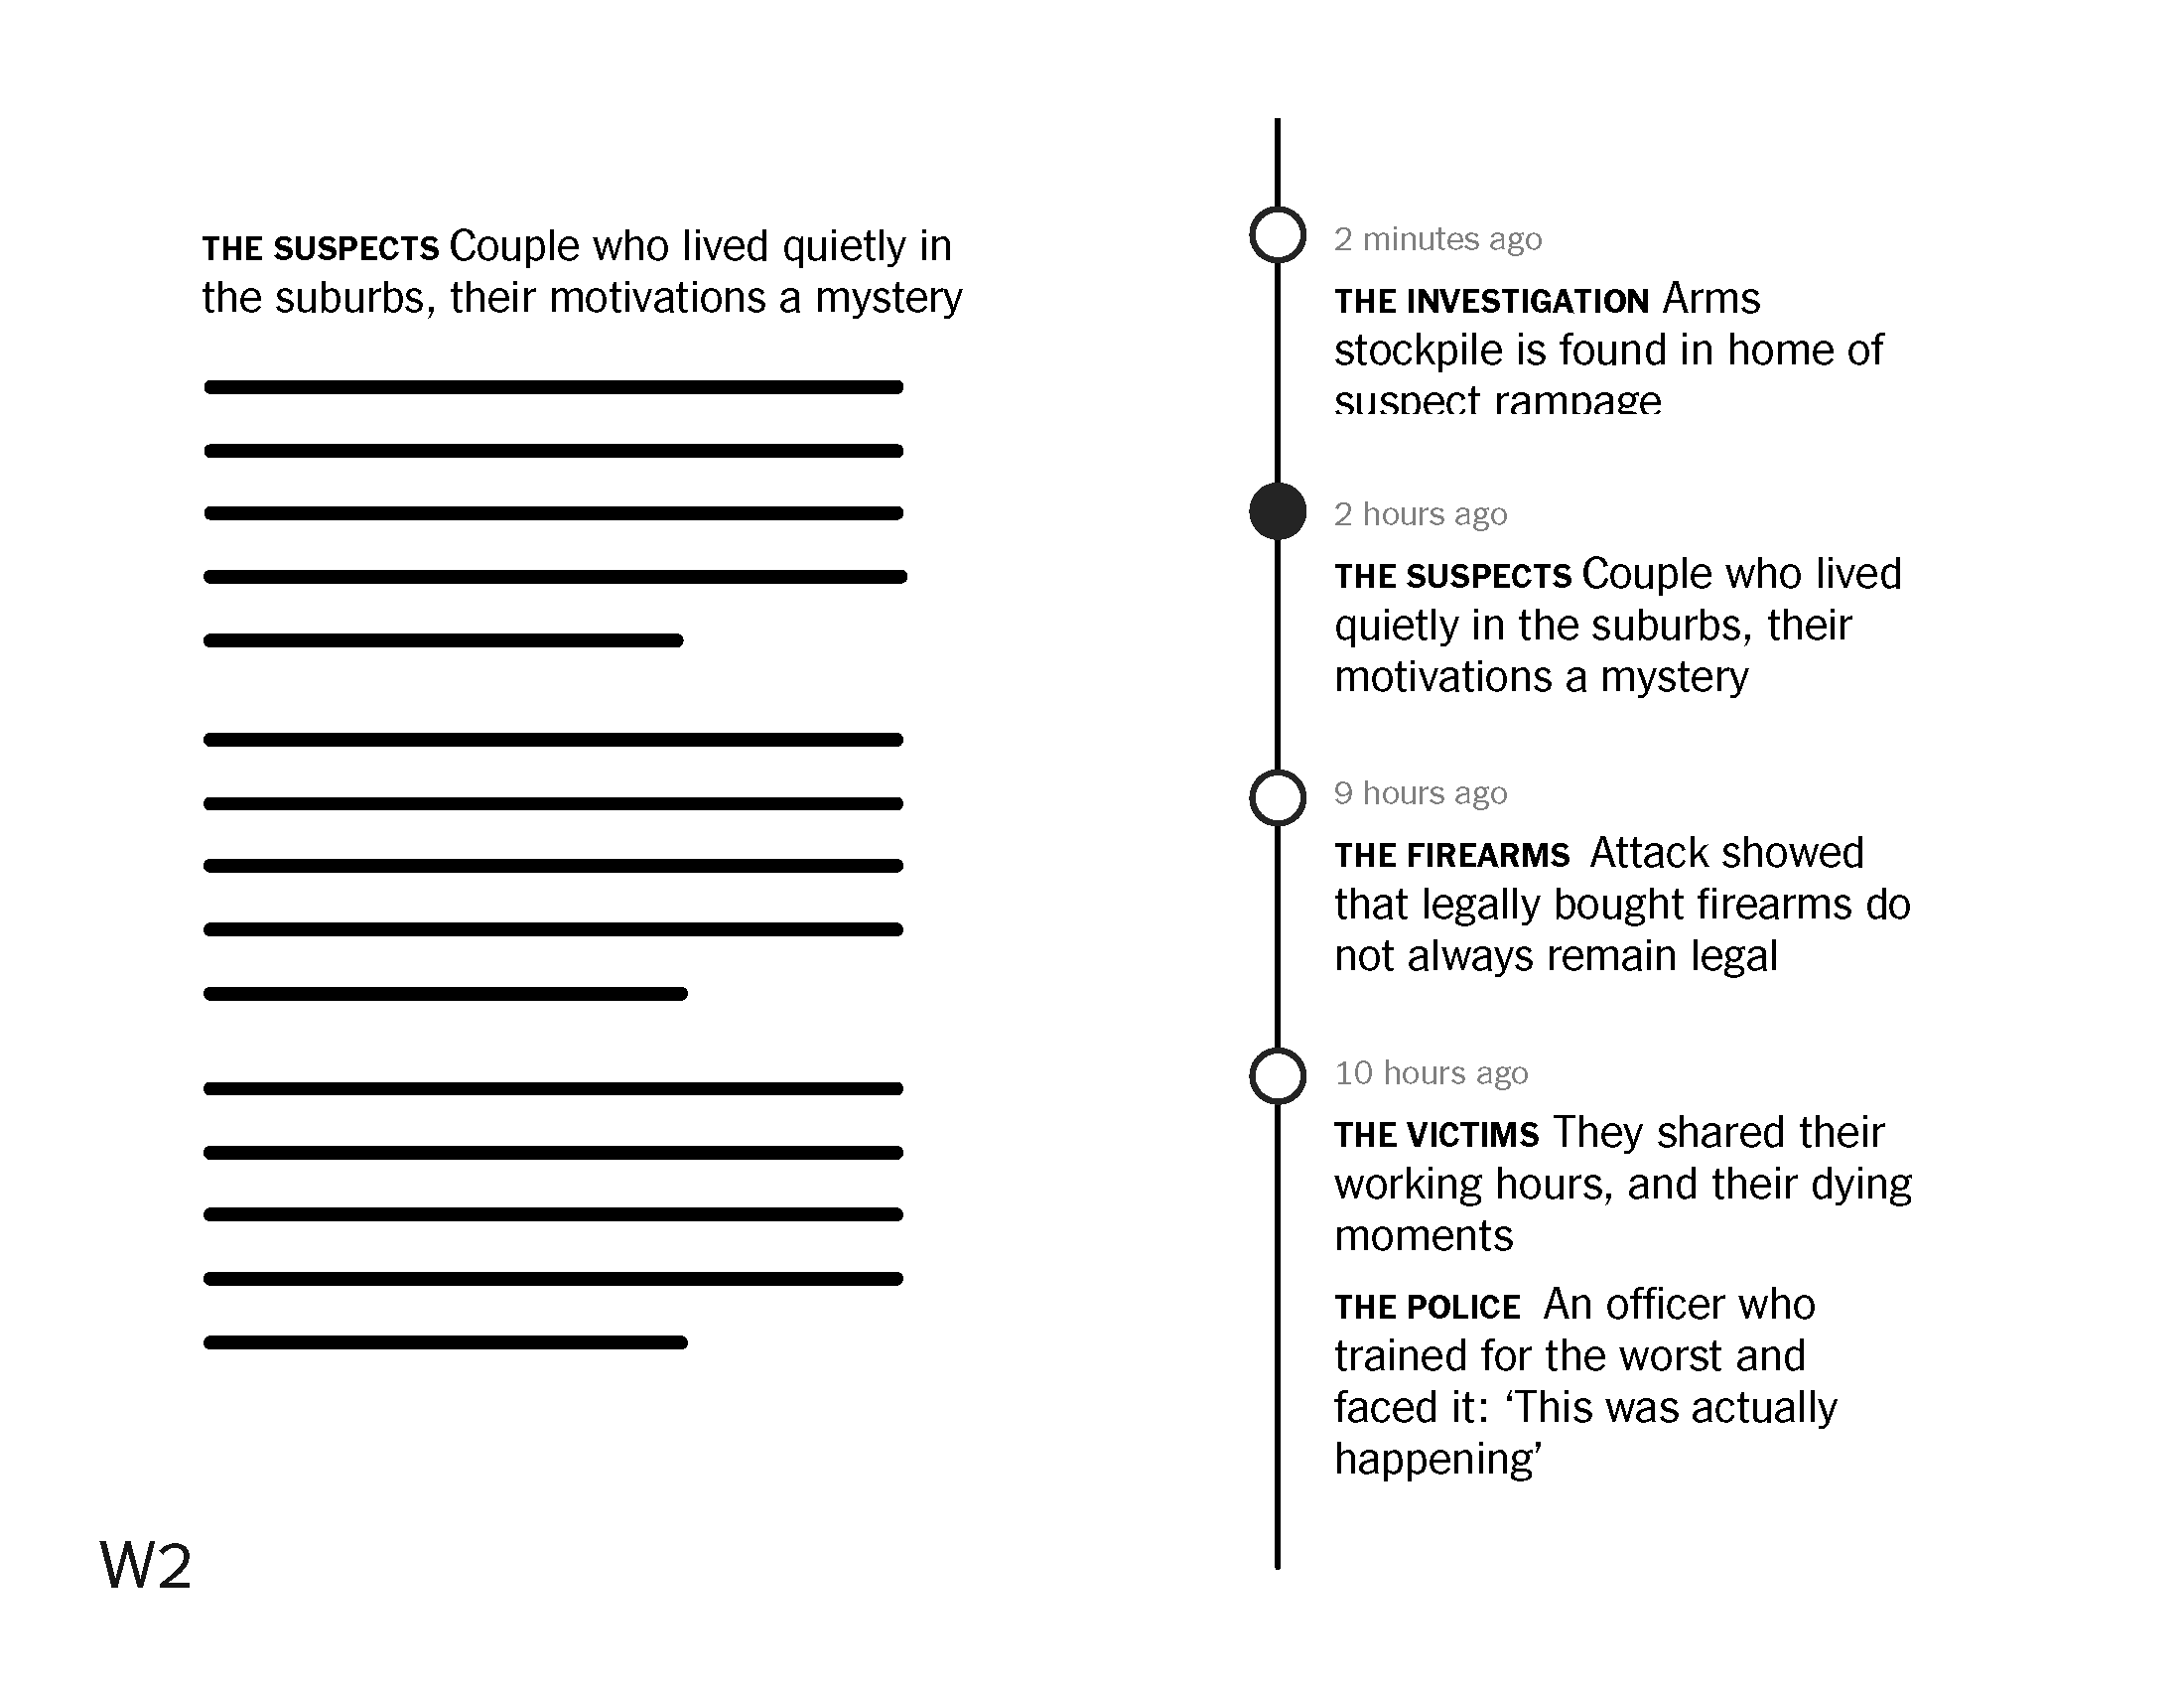 THE SUSPECTS Couple who lived quietly in
the suburbs, their motivations a mystery
2 minutes ago
THE INVESTIGATION Arms
stockpile is found in home of
suspect rampage
2 hours ago
THE SUSPECTS Couple who lived
quietly in the suburbs, their
motivations a mystery
9 hours ago
THE FIREARMS Attack showed
that legally bought firearms do
not always remain legal
10 hours ago
THE VICTIMS They shared their
working hours, and their dying
moments
THE POLICE An officer who
trained for the worst and
faced it: ‘This was actually
happening’
W2